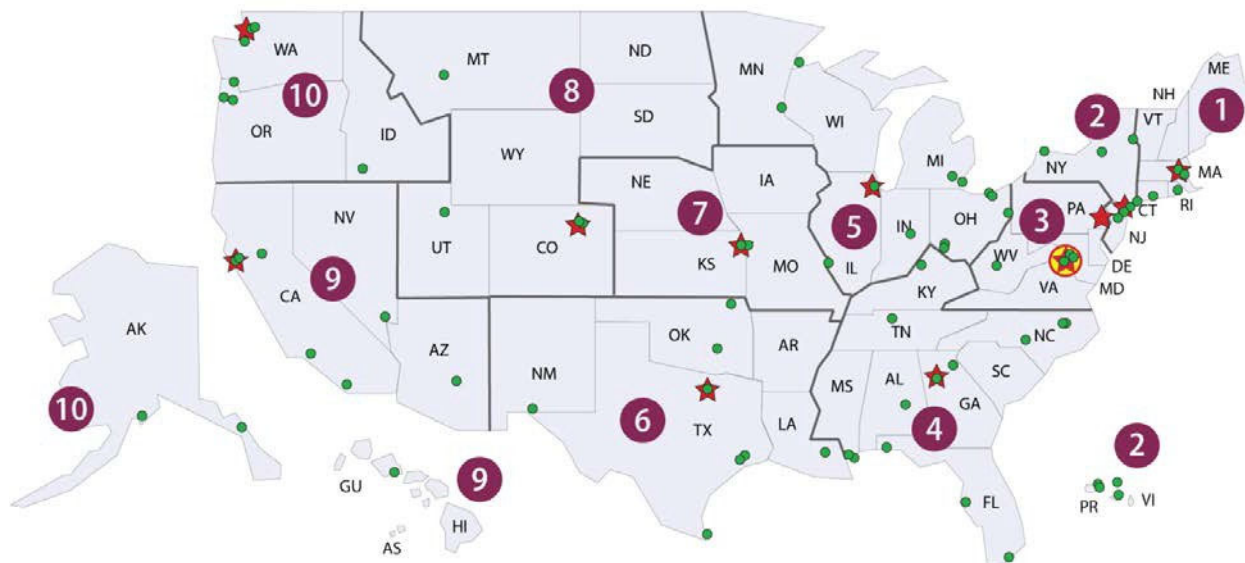 WA
MT
ND
MN
ME
NH
VT
1
2
8
10
OR
ID
SD
WI
MI
NY
MA
WY
NE
IA
7
5
3
PA
CT
RI
NJ
NV
UT
CO
KS
MO
IL
IN
OH
WV
VA
DE
MD
KY
9
CA
AK
10
AZ
NM
OK
AR
TN
NC
SC
MS
AL
GA
4
6
TX
LA
FL
2
PR
VI
GU
9
HI
AS